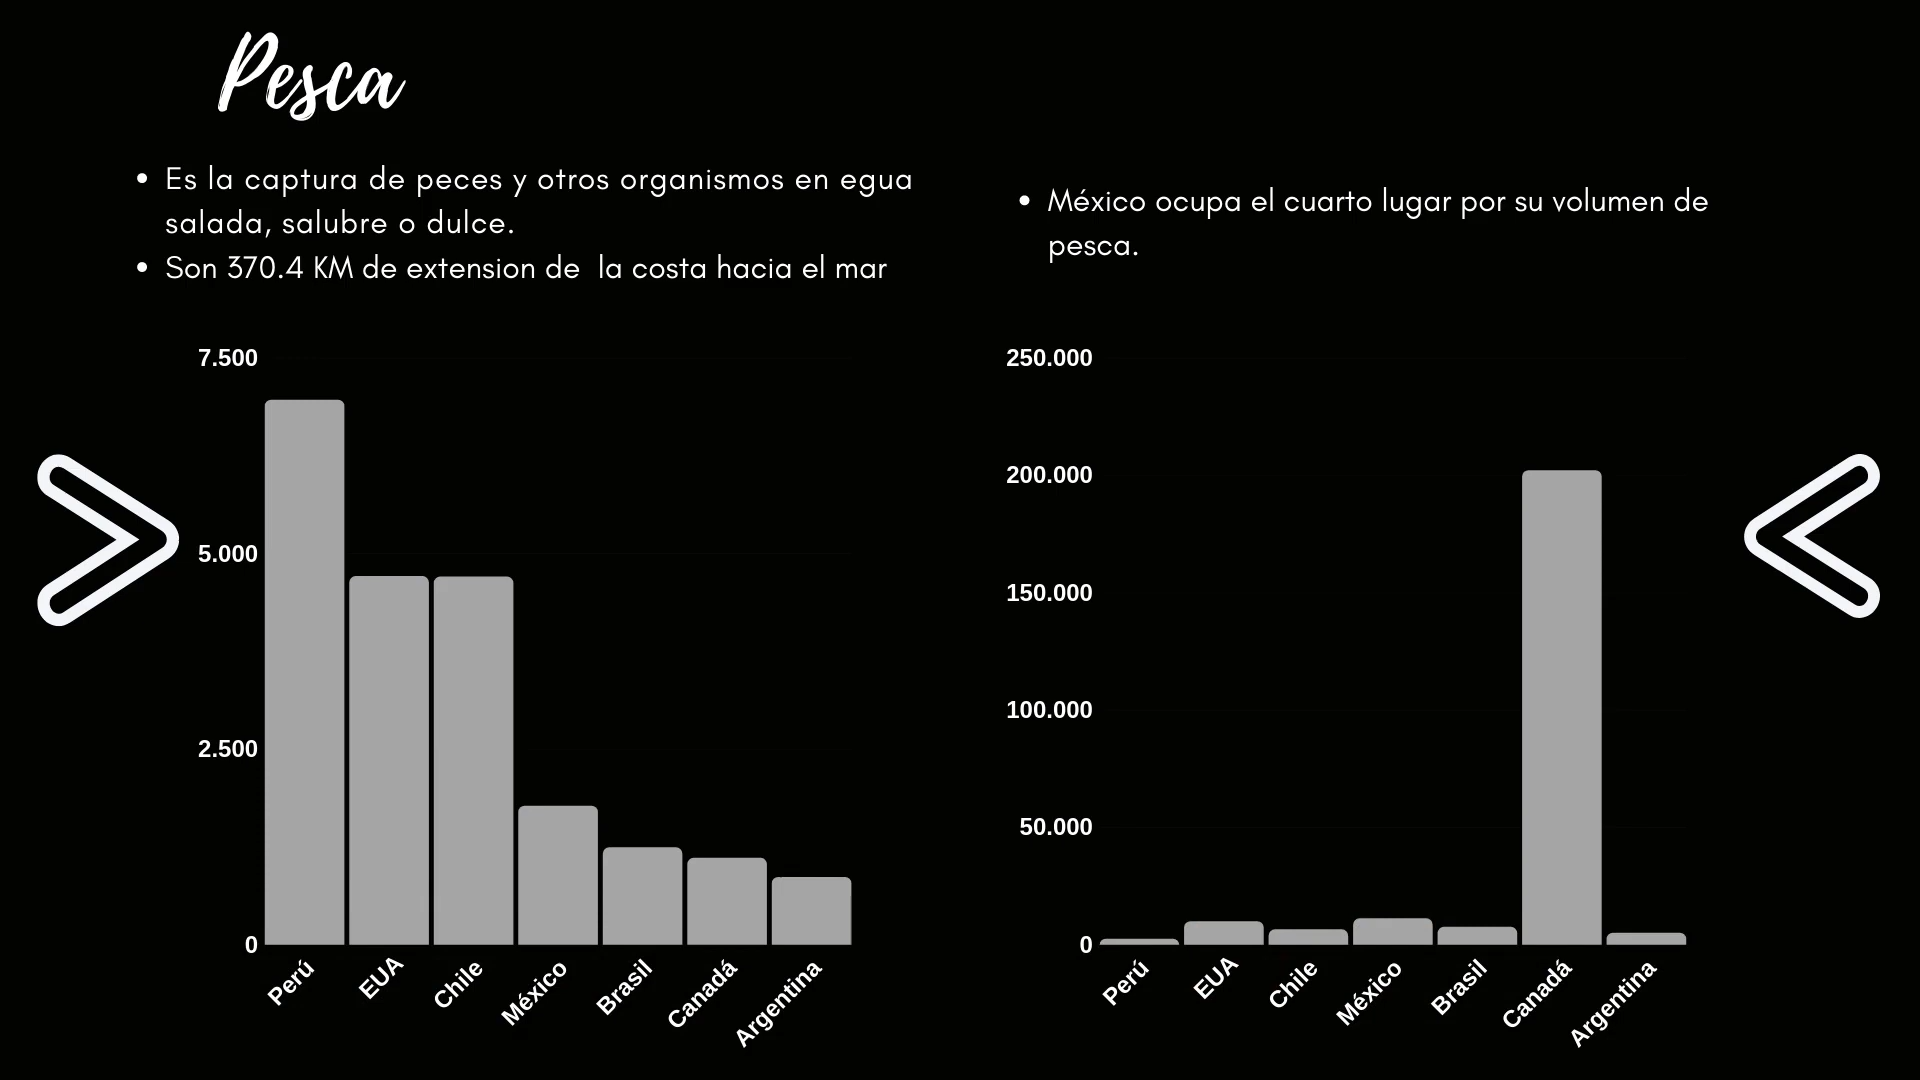 Pesca
• Es la captura de peces y otros organismos en egua
salada, salubre o dulce.
• Son 370.4 KM de extension de  la costa hacia el mar
• México ocupa el cuarto lugar por su volumen de
pesca.
7.500
5.000
2.500
0
Perú
EUA
Chile
México
Brasil
Canadá
Argentina
250.000
200.000
150.000
100.000
50.000
0
Perú
EUA
Chile
México
Brasil
Canadá
Argentina